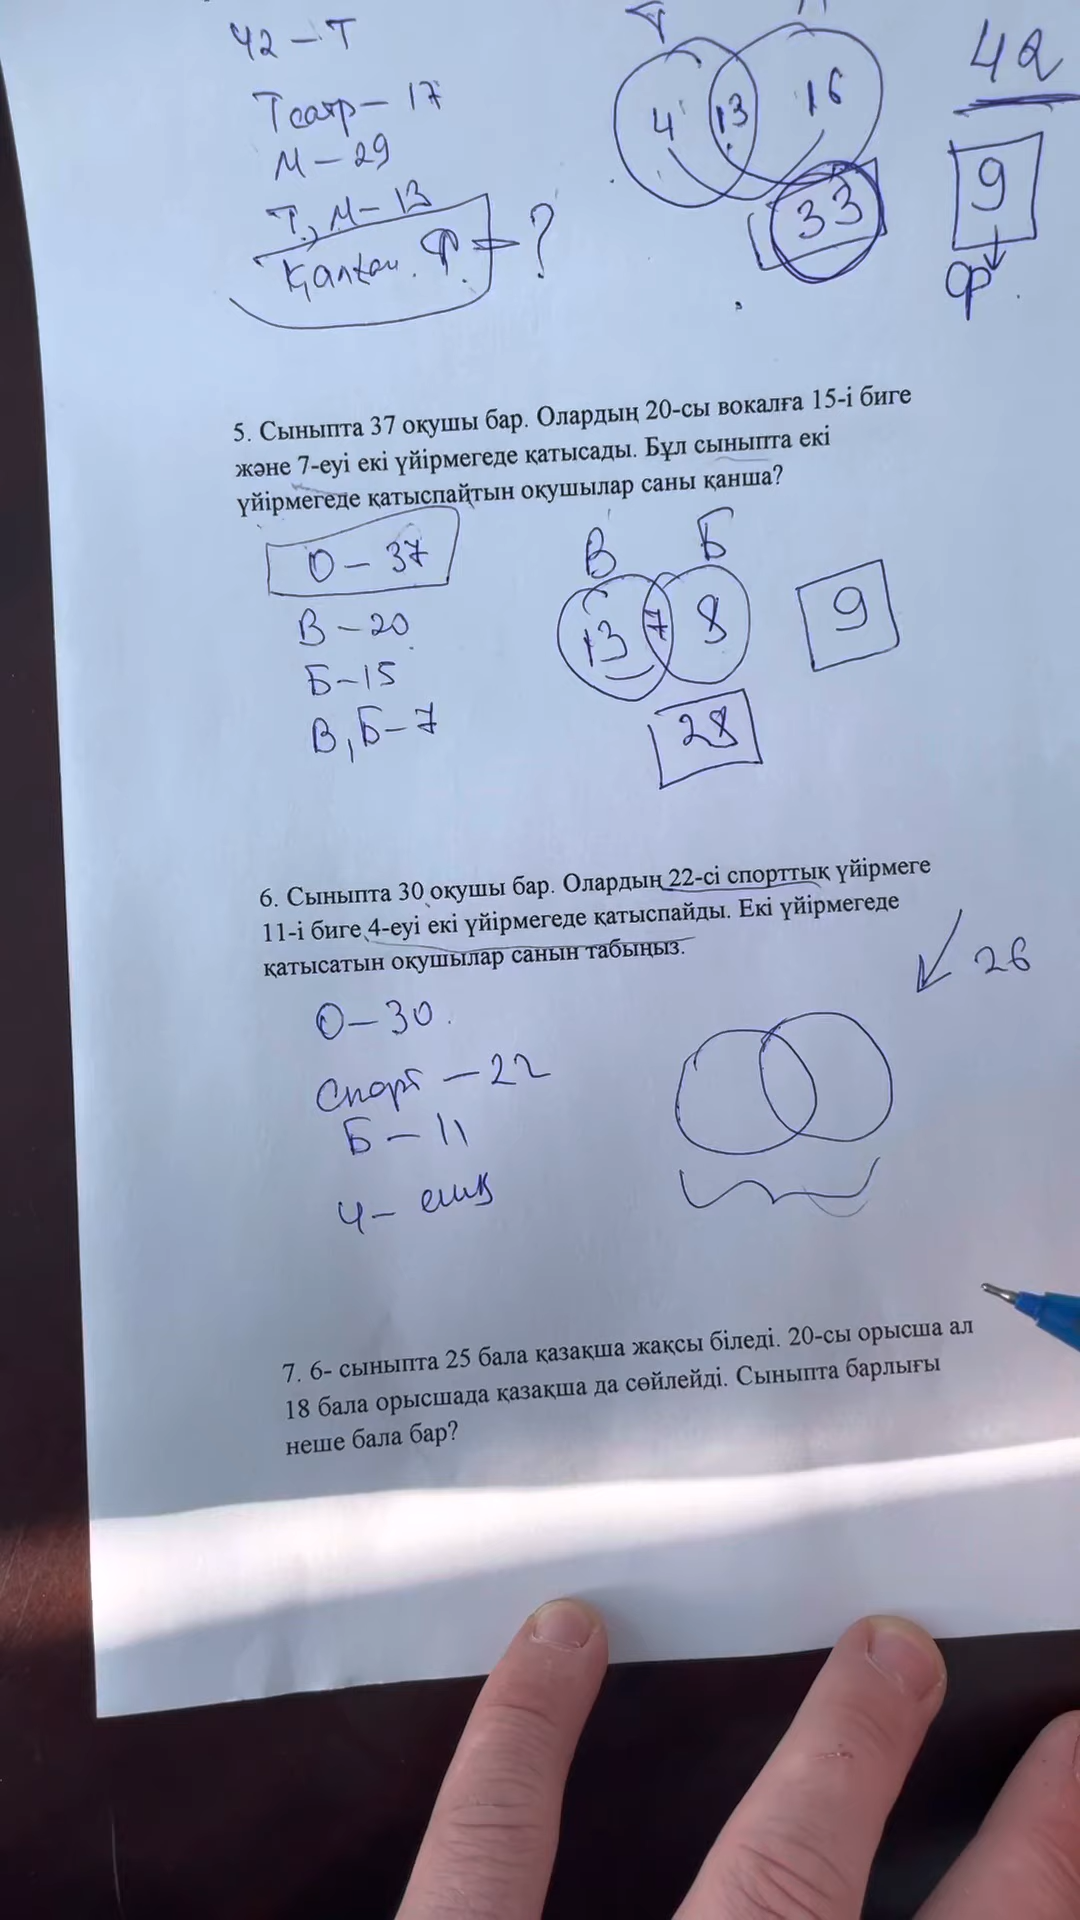 42 – Т
Театр – 17
М – 29
Т, М – 13
Қалған. Ф – ?
Т
4 13 16
33
42
9
Ф
5. Сыныпта 37 оқушы бар. Олардың 20-сы вокалға 15-і биге
және 7-еуі екі үйірмегеде қатысады. Бұл сыныпта екі
үйірмегеде қатыспайтын оқушылар саны қанша?
О – 37
В – 20
Б – 15
В, Б – 7
В Б
13 7 8
28
9
6. Сыныпта 30 оқушы бар. Олардың 22-сі спорттық үйірмеге
11-і биге 4-еуі екі үйірмегеде қатыспайды. Екі үйірмегеде
қатысатын оқушылар санын табыңыз.
О – 30
Спорт – 22
Б – 11
4 –
26
7. 6- сыныпта 25 бала қазақша жақсы біледі. 20-сы орысша ал
18 бала орысшада қазақша да сөйлейді. Сыныпта барлығы
неше бала бар?